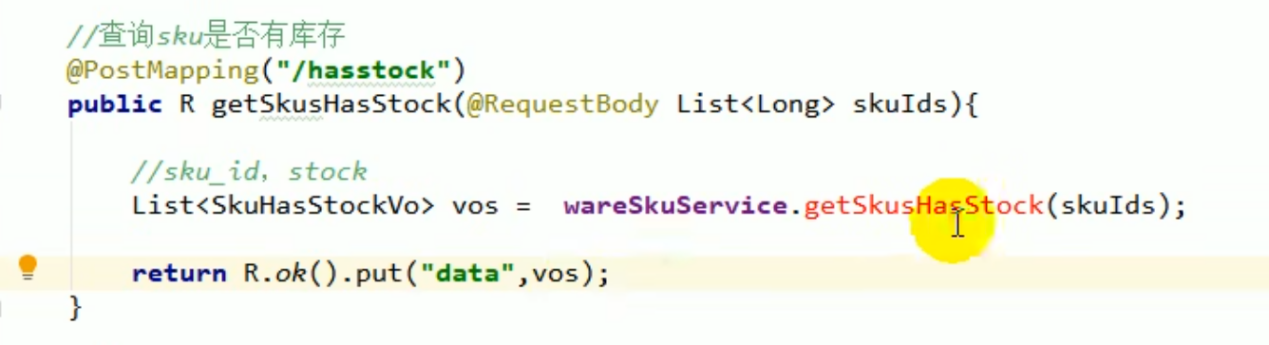 //查询sku是否有库存
@PostMapping("/hasstock")
public R getSkusHasStock(@RequestBody List<Long> skuIds){
//sku_id, stock
List<SkuHasStockVo> vos =  wareSkuService.getSkusHasStock(skuIds);
return R.ok().put("data",vos);
}